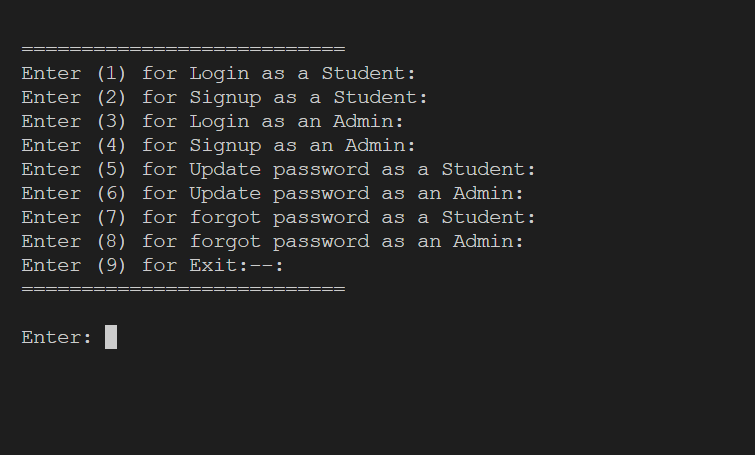 ===========================
Enter (1) for Login as a Student:
Enter (2) for Signup as a Student:
Enter (3) for Login as an Admin:
Enter (4) for Signup as an Admin:
Enter (5) for Update password as a Student:
Enter (6) for Update password as an Admin:
Enter (7) for forgot password as a Student:
Enter (8) for forgot password as an Admin:
Enter (9) for Exit:--:
===========================
Enter: